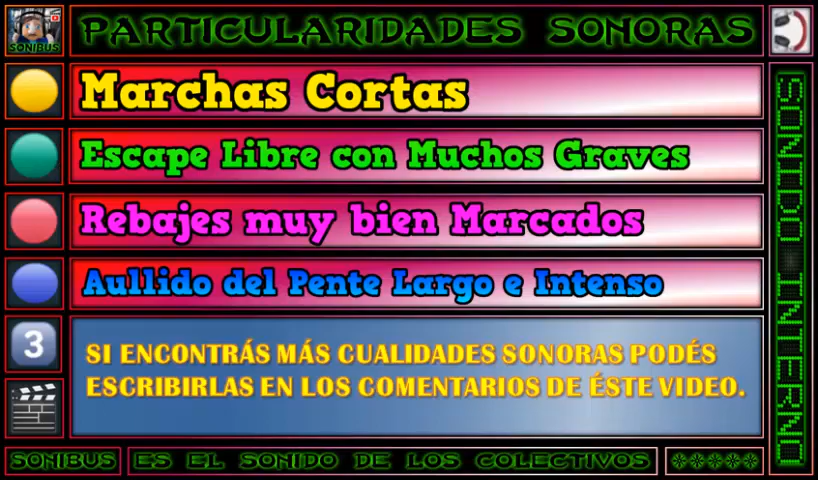 SONIBUS
PARTICULARIDADES SONORAS
Marchas Cortas
Escape Libre con Muchos Graves
Rebajes muy bien Marcados
Aullido del Pente Largo e Intenso
3
SI ENCONTRÁS MÁS CUALIDADES SONORAS PODÉS
ESCRIBIRLAS EN LOS COMENTARIOS DE ÉSTE VIDEO.
SONIDO INTERNO
SONIBUS
ES EL SONIDO DE LOS COLECTIVOS
*****